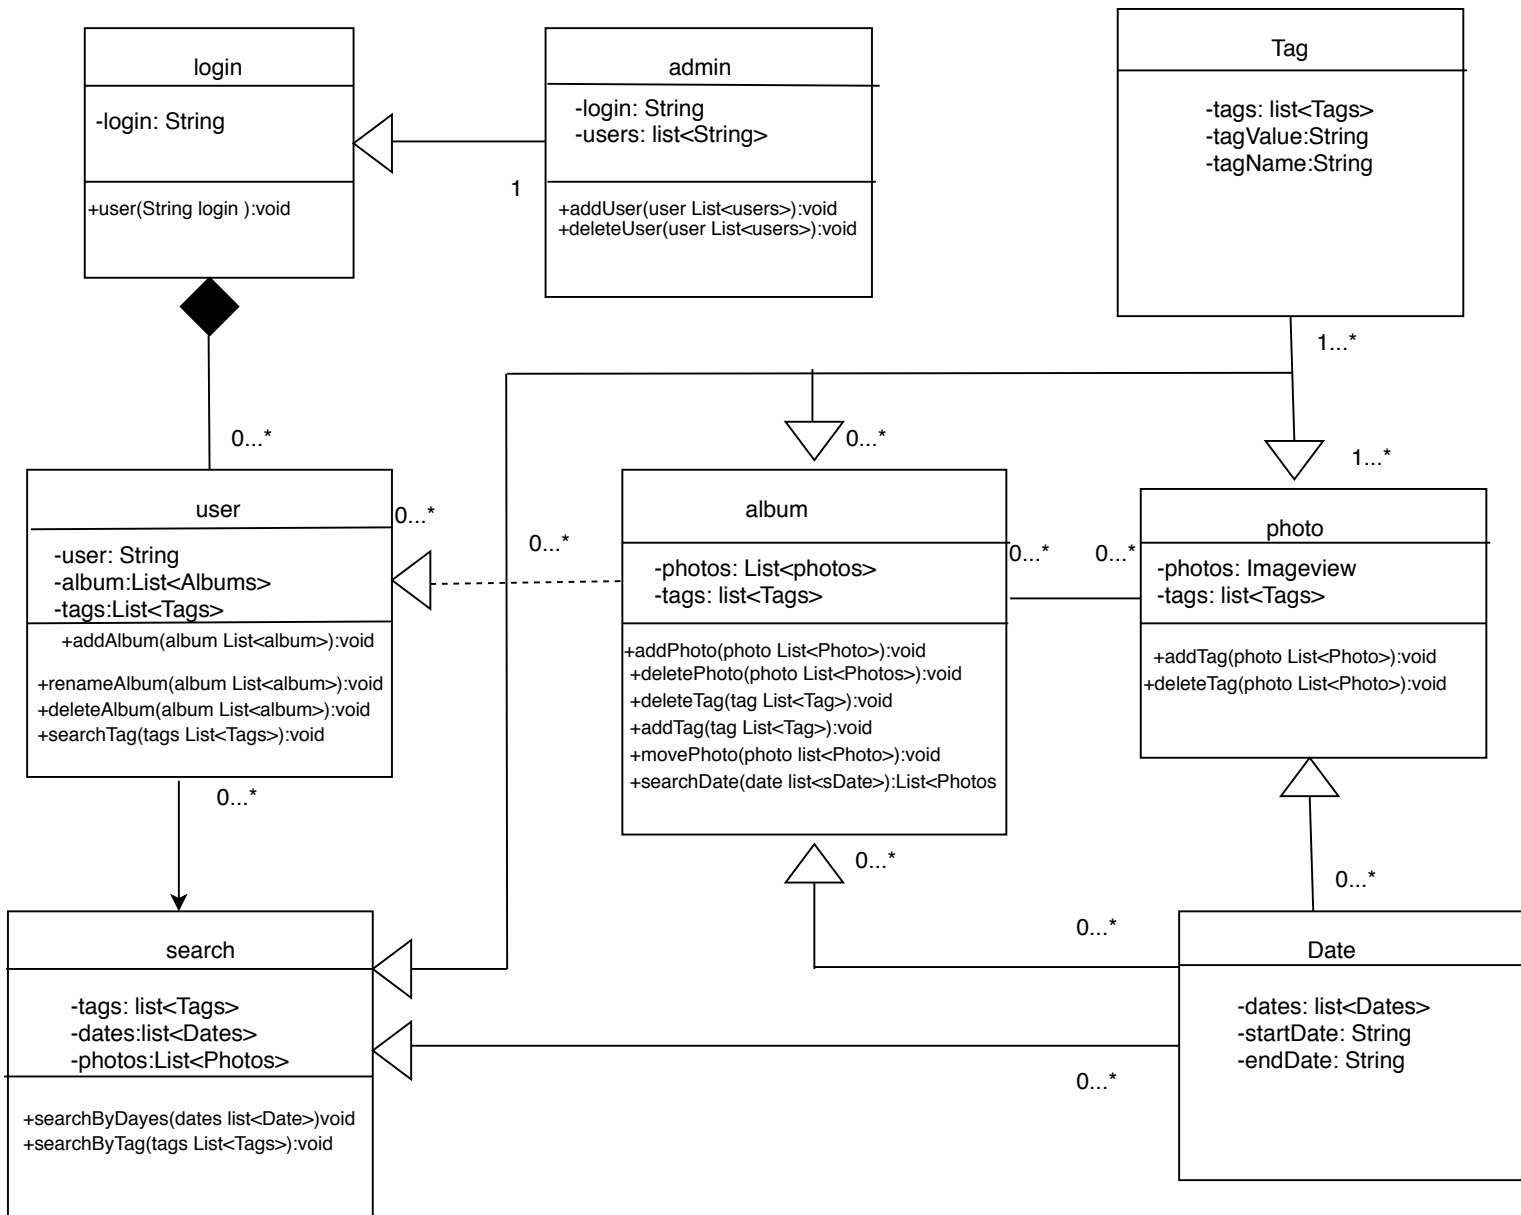 login
-login: String
+user(String login ):void
admin
-login: String
-users: list<String>
+addUser(user List<users>):void
+deleteUser(user List<users>):void
1
Tag
-tags: list<Tags>
-tagValue:String
-tagName:String
1...*
0...*
0...*
1...*
user
-user: String
-album:List<Albums>
-tags:List<Tags>
+addAlbum(album List<album>):void
+renameAlbum(album List<album>):void
+deleteAlbum(album List<album>):void
+searchTag(tags List<Tags>):void
0...*
0...*
album
-photos: List<photos>
-tags: list<Tags>
+addPhoto(photo List<Photo>):void
+deletePhoto(photo List<Photos>):void
+deleteTag(tag List<Tag>):void
+addTag(tag List<Tag>):void
+movePhoto(photo list<Photo>):void
+searchDate(date list<sDate>):List<Photos
0...*
0...*
photo
-photos: Imageview
-tags: list<Tags>
+addTag(photo List<Photo>):void
+deleteTag(photo List<Photo>):void
0...*
0...*
0...*
search
-tags: list<Tags>
-dates:list<Dates>
-photos:List<Photos>
+searchByDayes(dates list<Date>)void
+searchByTag(tags List<Tags>):void
0...*
0...*
Date
-dates: list<Dates>
-startDate: String
-endDate: String